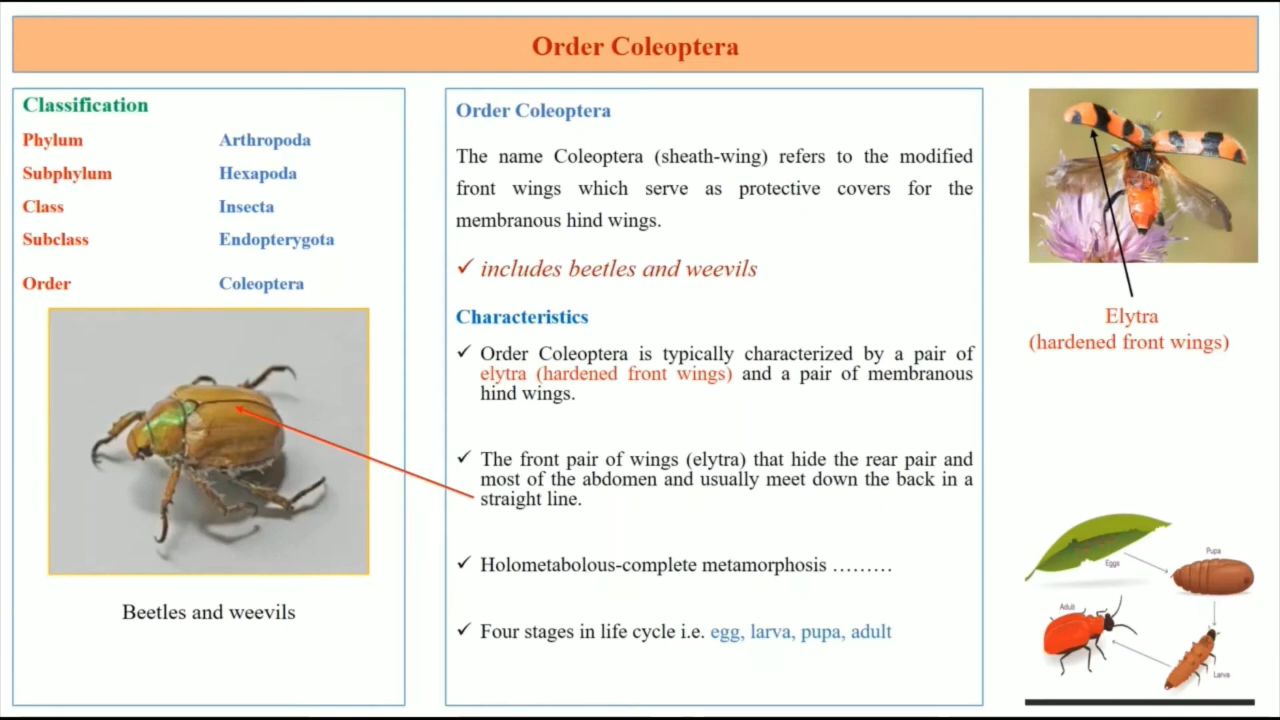 Order Coleoptera
Classification
Phylum Arthropoda
Subphylum Hexapoda
Class Insecta
Subclass Endopterygota
Order Coleoptera
Beetles and weevils
Order Coleoptera
The name Coleoptera (sheath-wing) refers to the modified
front wings which serve as protective covers for the
membranous hind wings.
✓ includes beetles and weevils
Characteristics
✓ Order Coleoptera is typically characterized by a pair of
elytra (hardened front wings) and a pair of membranous
hind wings.
✓ The front pair of wings (elytra) that hide the rear pair and
most of the abdomen and usually meet down the back in a
straight line.
✓ Holometabolous-complete metamorphosis ………
✓ Four stages in life cycle i.e. egg, larva, pupa, adult
Elytra
(hardened front wings)
Eggs
Pupa
Adult
Larva